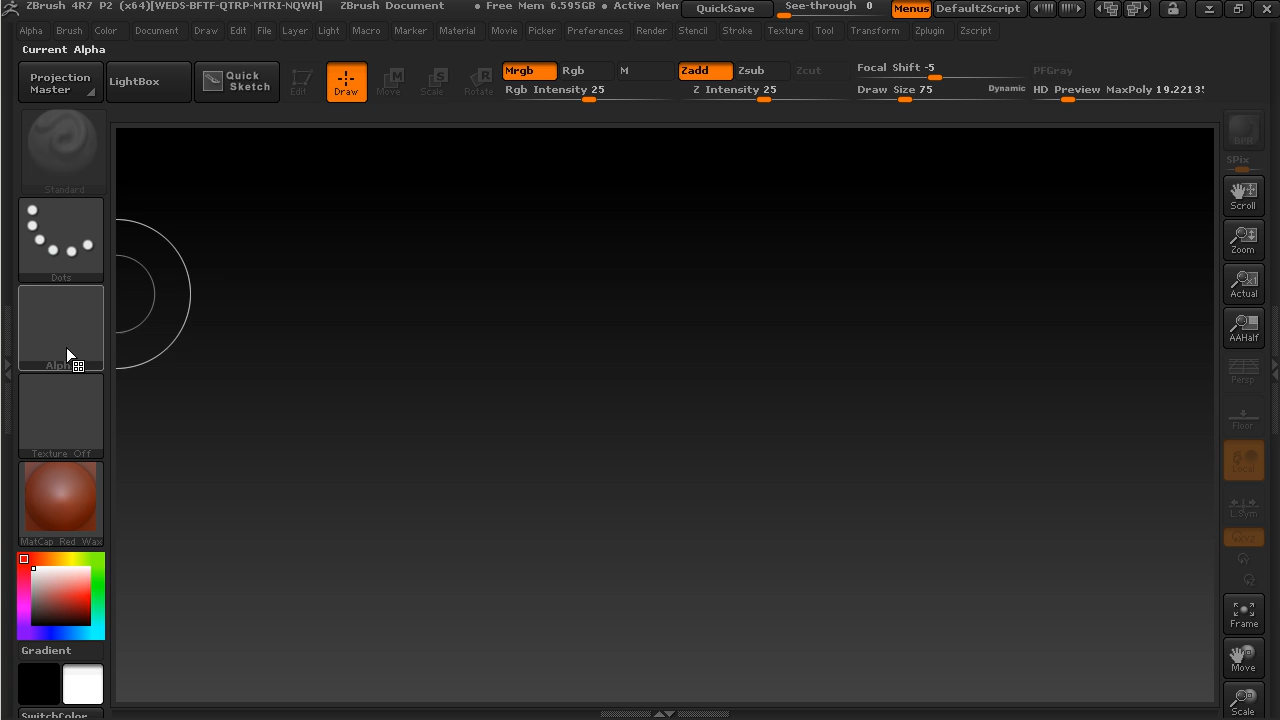 ZBrush 4R7 P2 (x64)[WEDS-BFTF-QTRP-MTRI-NQWH] ZBrush Document • Free Mem 6.595GB • Active Men QuickSave See-through 0 Menus DefaultZScript
Alpha Brush Color Document Draw Edit File Layer Light Macro Marker Material Movie Picker Preferences Render Stencil Stroke Texture Tool Transform Zplugin Zscript
Current Alpha
Projection Master
LightBox
Quick Sketch
Edit
Draw
Move
Scale
Rotate
Mrgb Rgb M
Rgb Intensity 25
Zadd Zsub Zcut
Z Intensity 25
Focal Shift -5
Draw Size 75
Dynamic
PFGray
HD Preview MaxPoly 19.2213
Standard
Dots
Texture Off
MatCap Red Wax
Gradient
SwitchColor
BPR
SPix
Scroll
Zoom
Actual
AAHalf
Persp
Floor
Local
L.Sym
Frame
Move
Scale